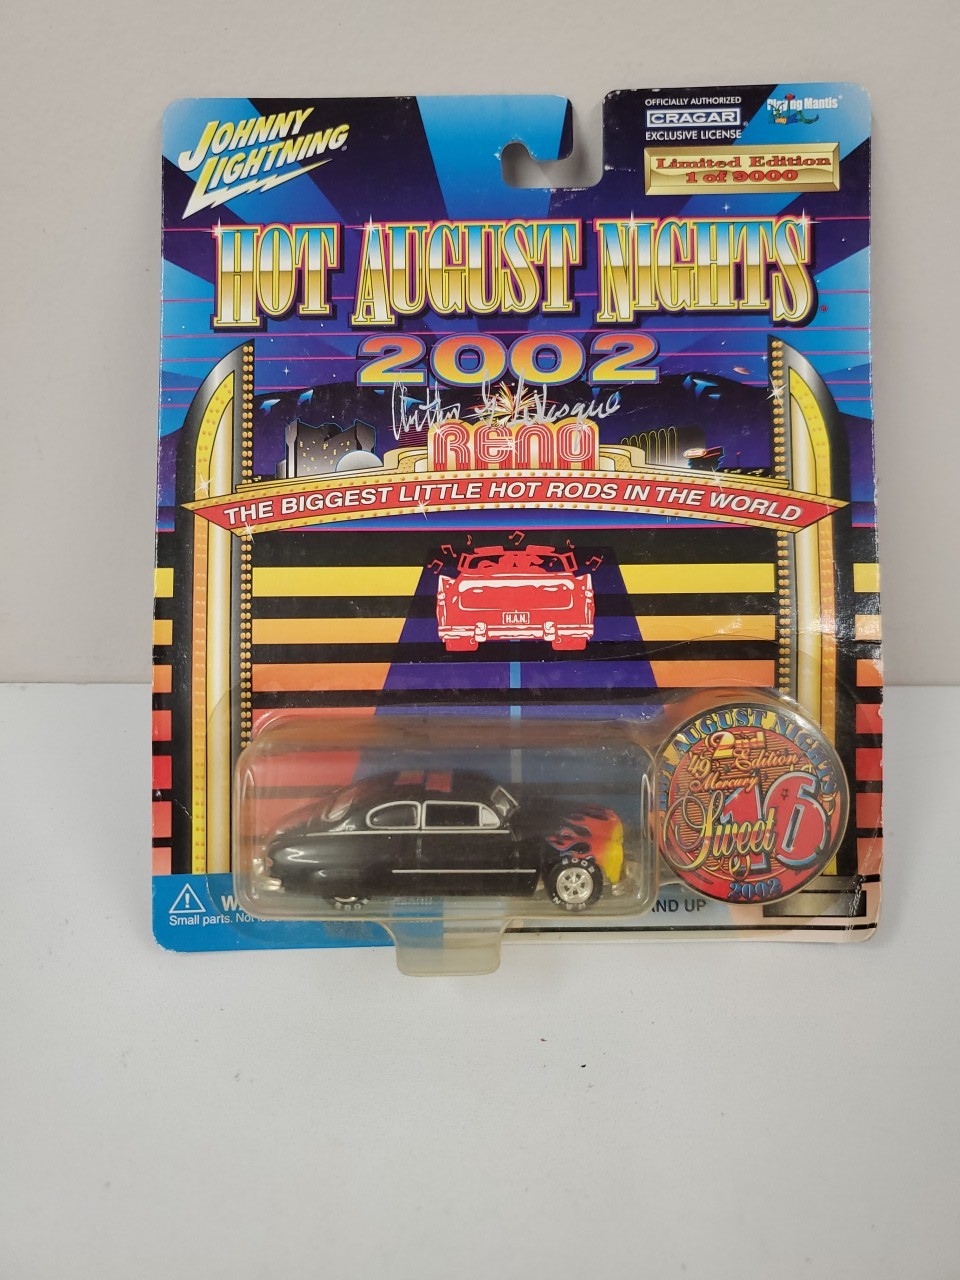 JOHNNY
LIGHTNING®
OFFICIALLY AUTHORIZED
CRAGAR®
EXCLUSIVE LICENSE
Playing Mantis®
Limited Edition
1 of 9000
HOT AUGUST NIGHTS®
2002
RENO
THE BIGGEST LITTLE HOT RODS IN THE WORLD
H.A.N.
HOT AUGUST NIGHTS
2nd
'49 Edition
Mercury
Sweet 16
2002
Small parts. Not
AND UP